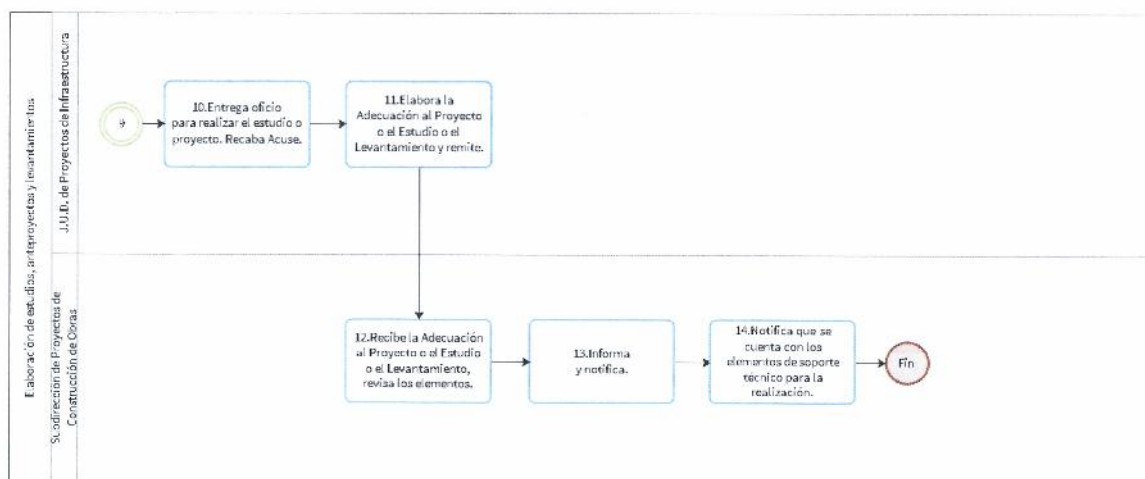 Elaboración de estudios, anteproyectos y levantamientos
J.U.D. de Proyectos de Infraestructura
9
10.Entrega oficio
para realizar el estudio o
proyecto. Recaba Acuse.
11.Elabora la
Adecuación al Proyecto
o el Estudio o el
Levantamiento y remite.
Subdirección de Proyectos de
Construcción de Obras
12.Recibe la Adecuación
al Proyecto o el Estudio
o el Levantamiento,
revisa los elementos.
13.Informa
y notifica.
14.Notifica que se
cuenta con los
elementos de soporte
técnico para la
realización.
Fin